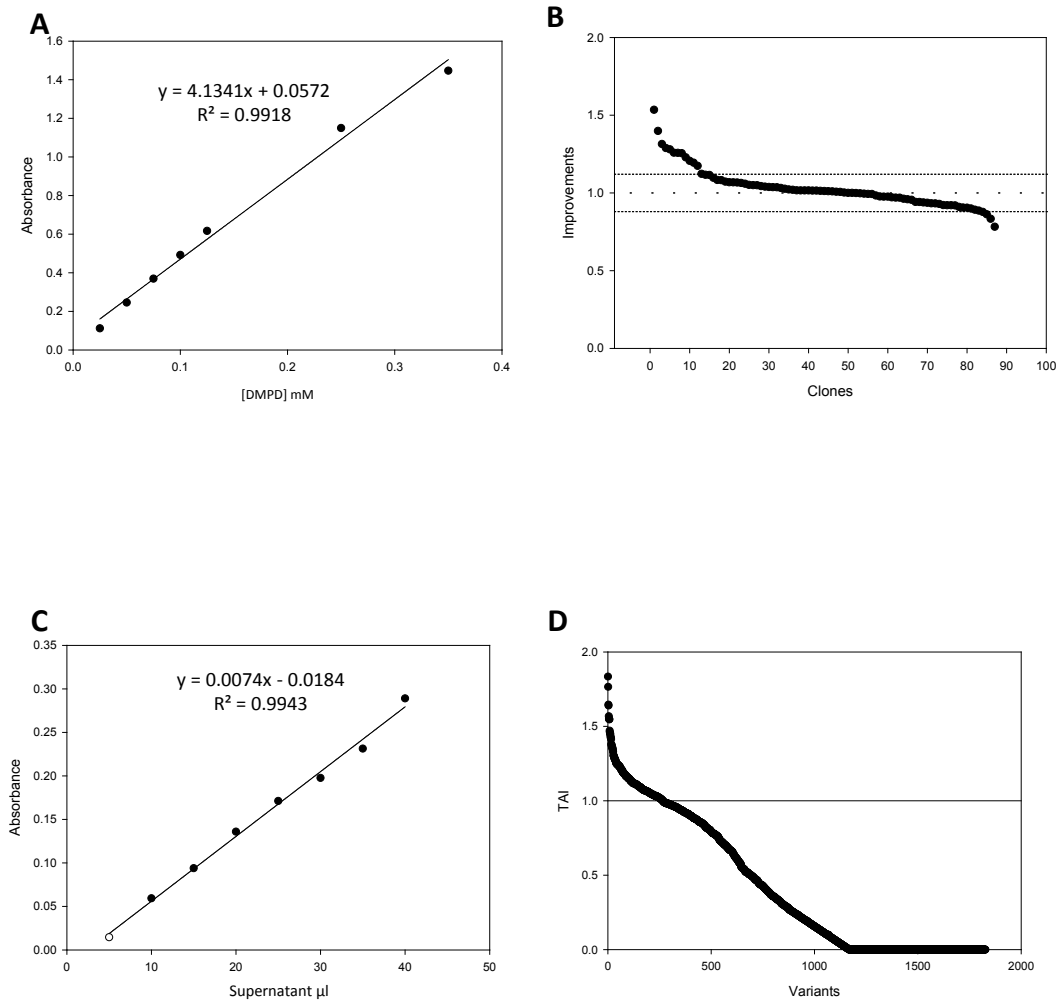 A
1.6
1.4
1.2
1.0
0.8
0.6
0.4
0.2
0.0
Absorbance
y = 4.1341x + 0.0572
R² = 0.9918
0.0 0.1 0.2 0.3 0.4
[DMPD] mM
B
2.0
1.5
1.0
0.5
0.0
Improvements
0 10 20 30 40 50 60 70 80 90 100
Clones
C
0.35
0.30
0.25
0.20
0.15
0.10
0.05
0.00
Absorbance
y = 0.0074x - 0.0184
R² = 0.9943
0 10 20 30 40 50
Supernatant µl
D
2.0
1.5
1.0
0.5
0.0
TAI
0 500 1000 1500 2000
Variants